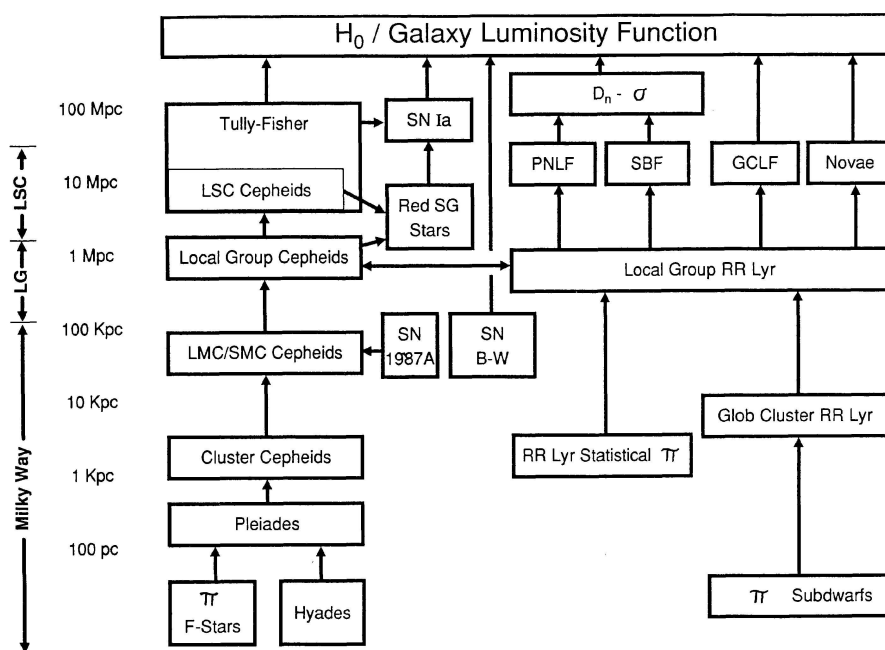 H₀ / Galaxy Luminosity Function
100 Mpc
Tully-Fisher
SN Ia
Dₙ - σ
PNLF
SBF
GCLF
Novae
LSC
10 Mpc
LSC Cepheids
Red SG
Stars
LG
1 Mpc
Local Group Cepheids
Local Group RR Lyr
100 Kpc
LMC/SMC Cepheids
SN
1987A
SN
B-W
10 Kpc
Glob Cluster RR Lyr
Cluster Cepheids
RR Lyr Statistical π
1 Kpc
Milky Way
Pleiades
100 pc
π
F-Stars
Hyades
π Subdwarfs